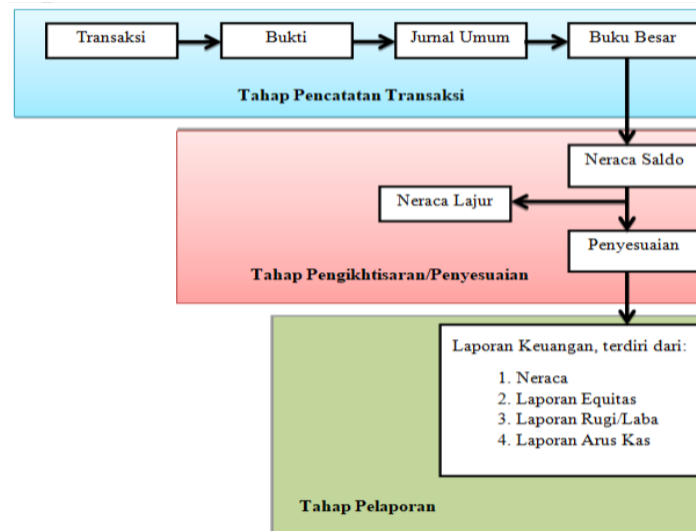 Transaksi
Bukti
Jurnal Umum
Buku Besar
Tahap Pencatatan Transaksi
Neraca Saldo
Neraca Lajur
Penyesuaian
Tahap Pengikhtisaran/Penyesuaian
Laporan Keuangan, terdiri dari:
1. Neraca
2. Laporan Equitas
3. Laporan Rugi/Laba
4. Laporan Arus Kas
Tahap Pelaporan